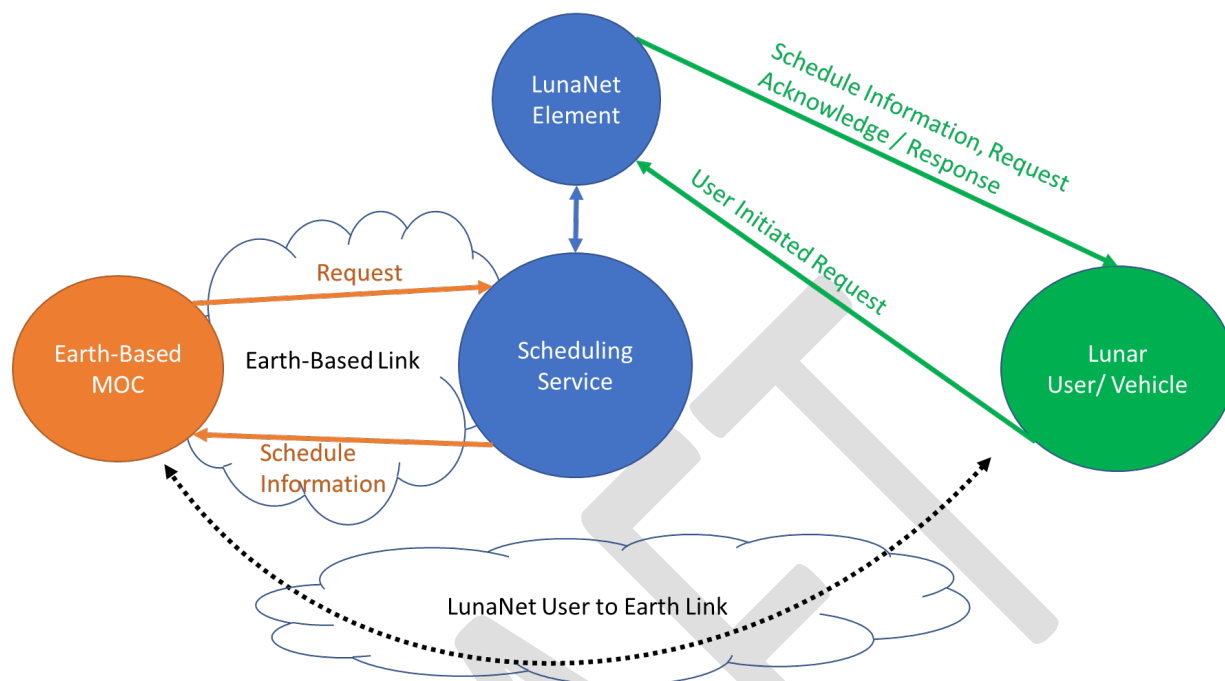 LunaNet
Element
Schedule Information, Request
Acknowledge / Response
User Initiated Request
Request
Earth-Based
MOC
Earth-Based Link
Scheduling
Service
Lunar
User/ Vehicle
Schedule
Information
LunaNet User to Earth Link